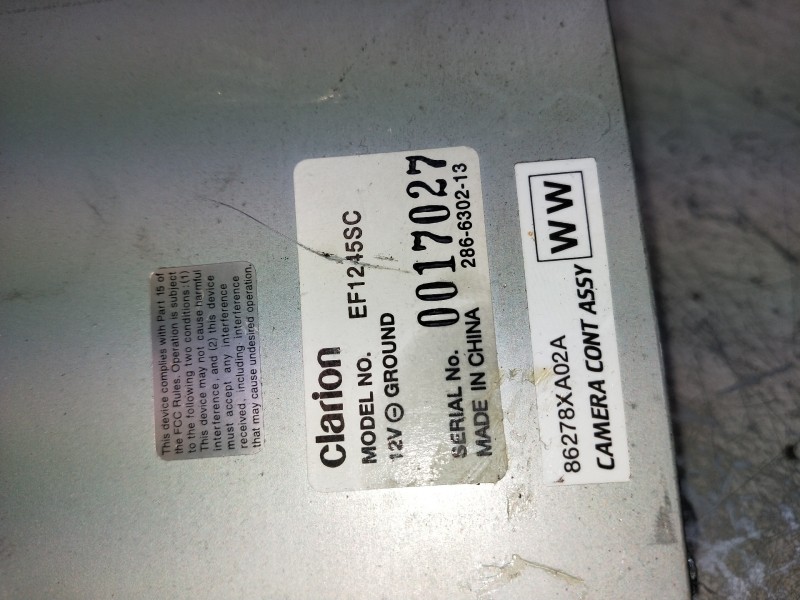 This device complies with Part 15 of
the FCC Rules. Operation is subject
to the following two conditions: (1)
This device may not cause harmful
interference, and (2) this device
must accept any interference
received, including interference
that may cause undesired operation.
Clarion
MODEL NO. EF1245SC
12V ⊖ GROUND
SERIAL No. 0017027
MADE IN CHINA 286-6302-13
86278XA02A
CAMERA CONT ASSY WW